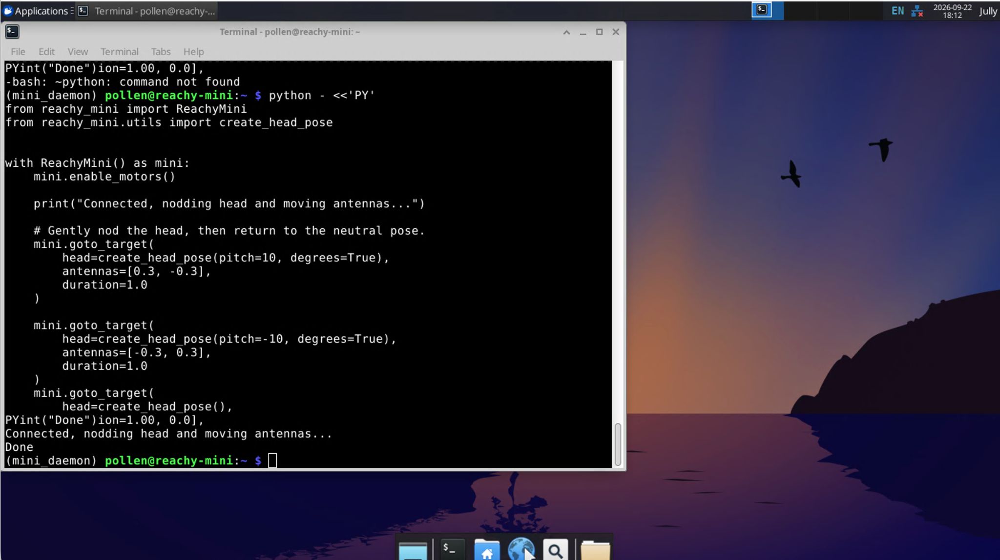 Applications
Terminal - pollen@reachy-...
EN
2026-09-22
18:12
Jully
Terminal - pollen@reachy-mini: ~
File Edit View Terminal Tabs Help
PYint("Done")ion=1.00, 0.0],
-bash: ~python: command not found
(mini_daemon) pollen@reachy-mini:~ $ python - <<'PY'
from reachy_mini import ReachyMini
from reachy_mini.utils import create_head_pose
with ReachyMini() as mini:
    mini.enable_motors()
    print("Connected, nodding head and moving antennas...")
    # Gently nod the head, then return to the neutral pose.
    mini.goto_target(
        head=create_head_pose(pitch=10, degrees=True),
        antennas=[0.3, -0.3],
        duration=1.0
    )
    mini.goto_target(
        head=create_head_pose(pitch=-10, degrees=True),
        antennas=[-0.3, 0.3],
        duration=1.0
    )
    mini.goto_target(
        head=create_head_pose(),
PYint("Done")ion=1.00, 0.0],
Connected, nodding head and moving antennas...
Done
(mini_daemon) pollen@reachy-mini:~ $